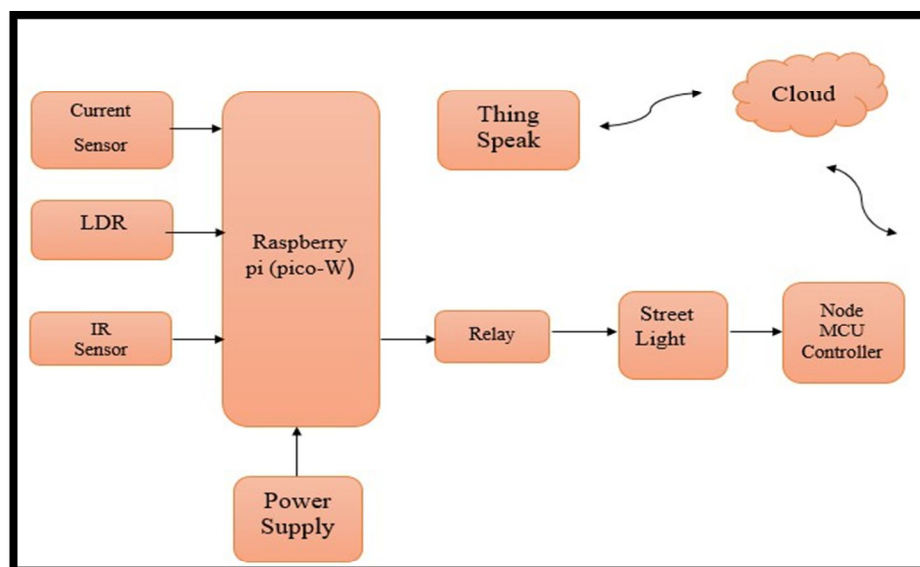 Current
Sensor
LDR
IR
Sensor
Raspberry
pi (pico-W)
Power
Supply
Thing
Speak
Cloud
Relay
Street
Light
Node
MCU
Controller